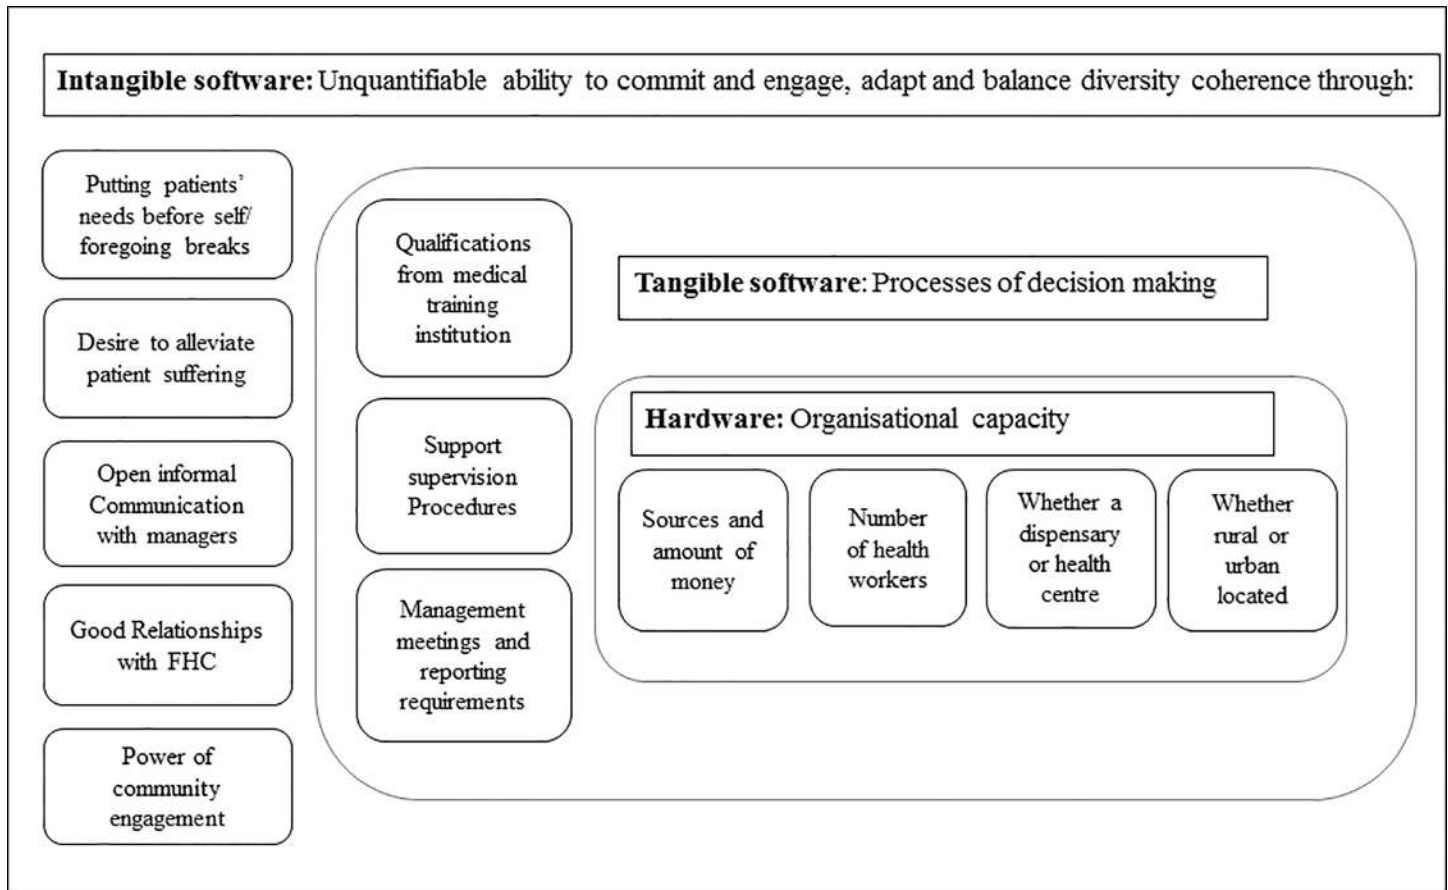 Intangible software: Unquantifiable ability to commit and engage, adapt and balance diversity coherence through:
Putting patients'
needs before self/
foregoing breaks
Desire to alleviate
patient suffering
Open informal
Communication
with managers
Good Relationships
with FHC
Power of
community
engagement
Qualifications
from medical
training
institution
Support
supervision
Procedures
Management
meetings and
reporting
requirements
Tangible software: Processes of decision making
Hardware: Organisational capacity
Sources and
amount of
money
Number
of health
workers
Whether a
dispensary
or health
centre
Whether
rural or
urban
located